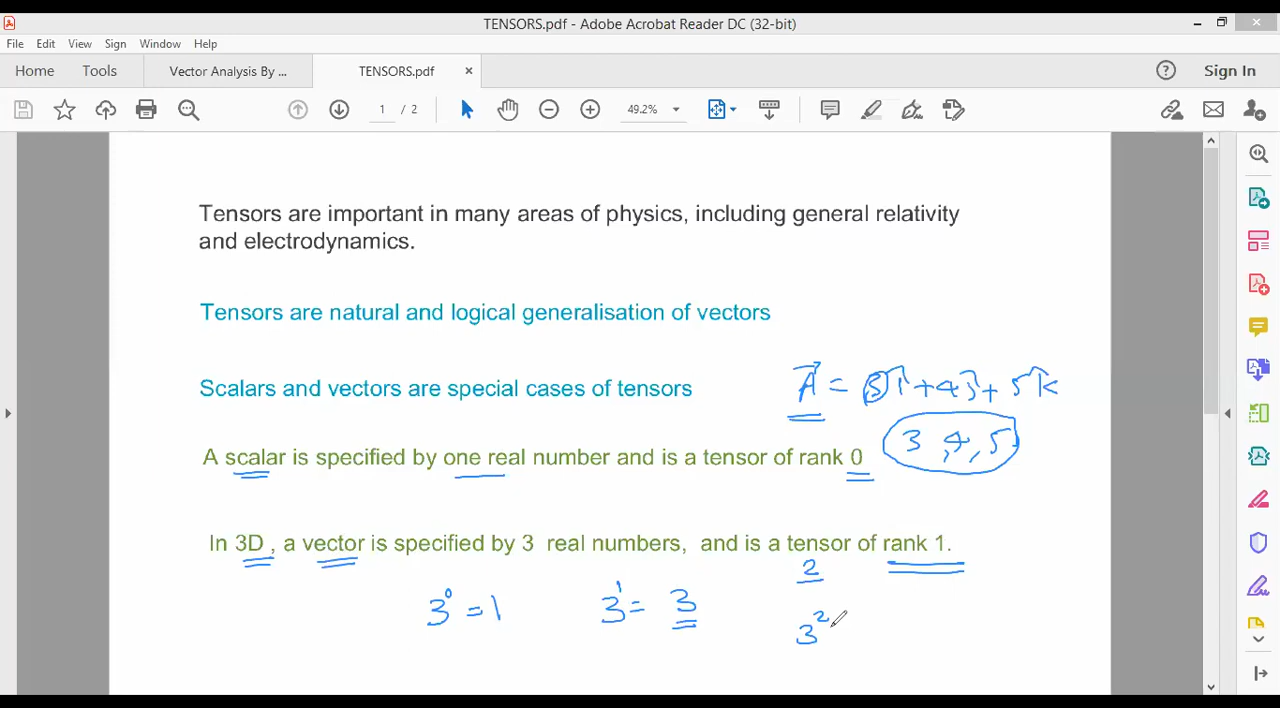 TENSORS.pdf - Adobe Acrobat Reader DC (32-bit)
File Edit View Sign Window Help
Home Tools Vector Analysis By ... TENSORS.pdf Sign In
1 / 2 49.2%
Tensors are important in many areas of physics, including general relativity
and electrodynamics.
Tensors are natural and logical generalisation of vectors
Scalars and vectors are special cases of tensors
A⃗ = 3î + 4ĵ + 5k̂
3, 4, 5
A scalar is specified by one real number and is a tensor of rank 0
In 3D , a vector is specified by 3 real numbers, and is a tensor of rank 1.
2
3⁰ = 1 3¹ = 3 3²